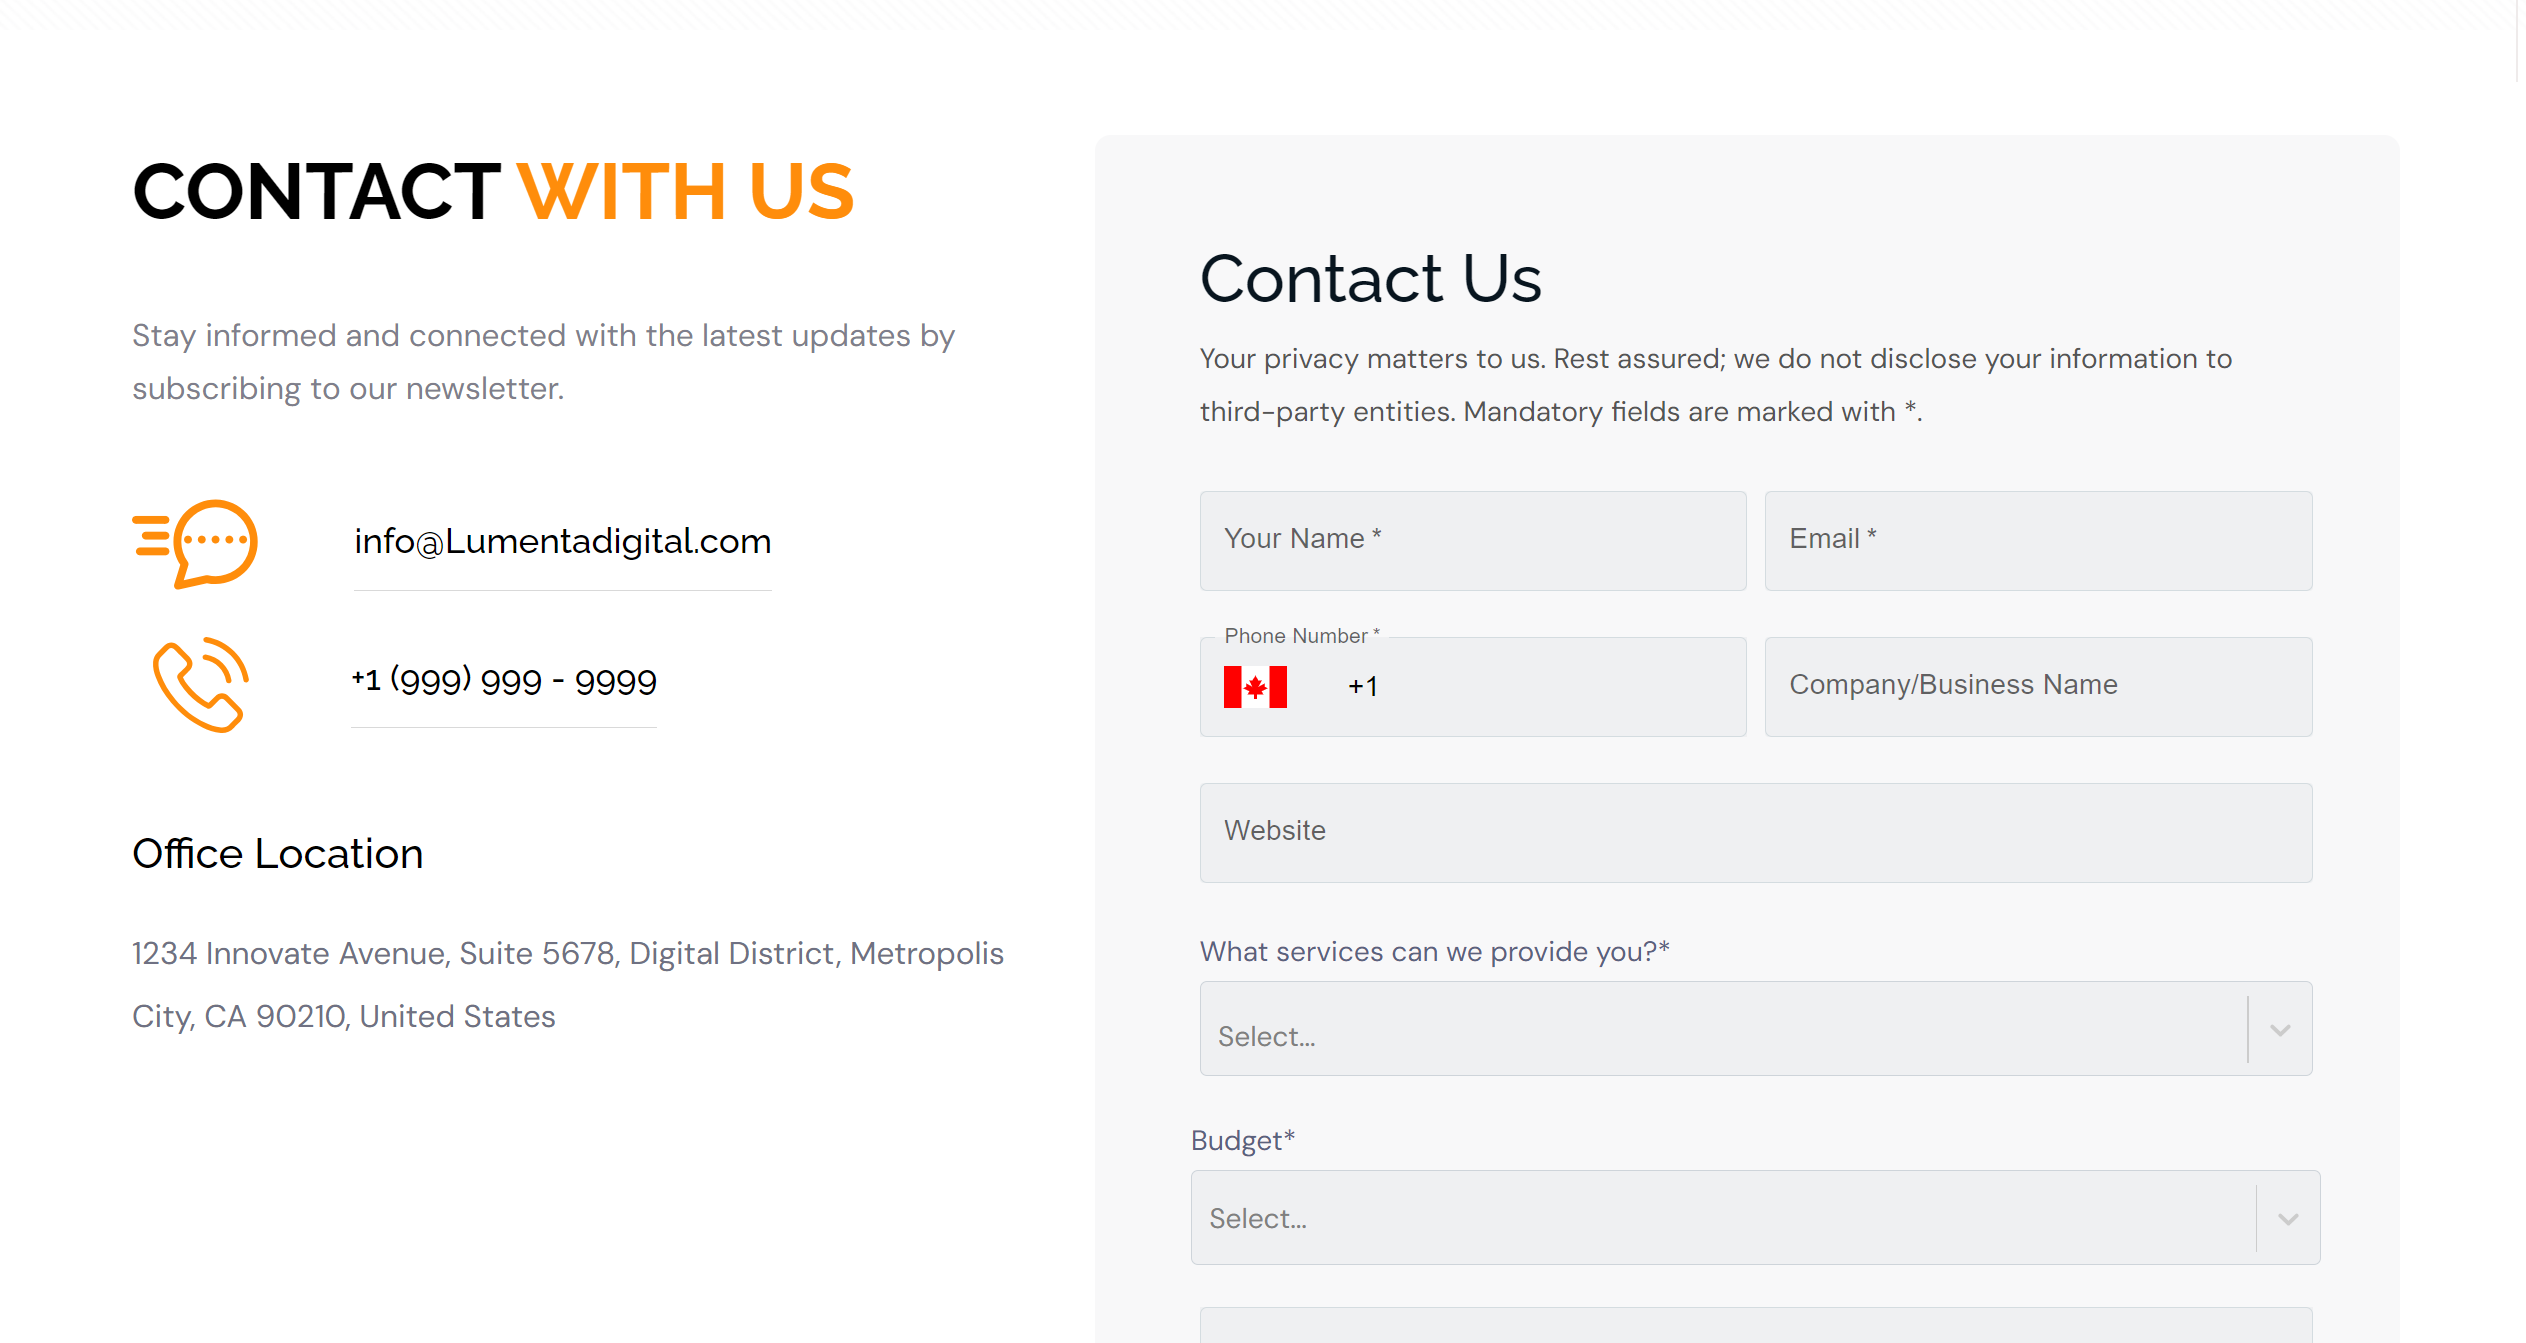 CONTACT WITH US
Stay informed and connected with the latest updates by
subscribing to our newsletter.
info@Lumentadigital.com
+1 (999) 999 - 9999
Office Location
1234 Innovate Avenue, Suite 5678, Digital District, Metropolis
City, CA 90210, United States
Contact Us
Your privacy matters to us. Rest assured; we do not disclose your information to
third-party entities. Mandatory fields are marked with *.
Your Name *
Email *
Phone Number *
+1
Company/Business Name
Website
What services can we provide you?*
Select...
Budget*
Select...